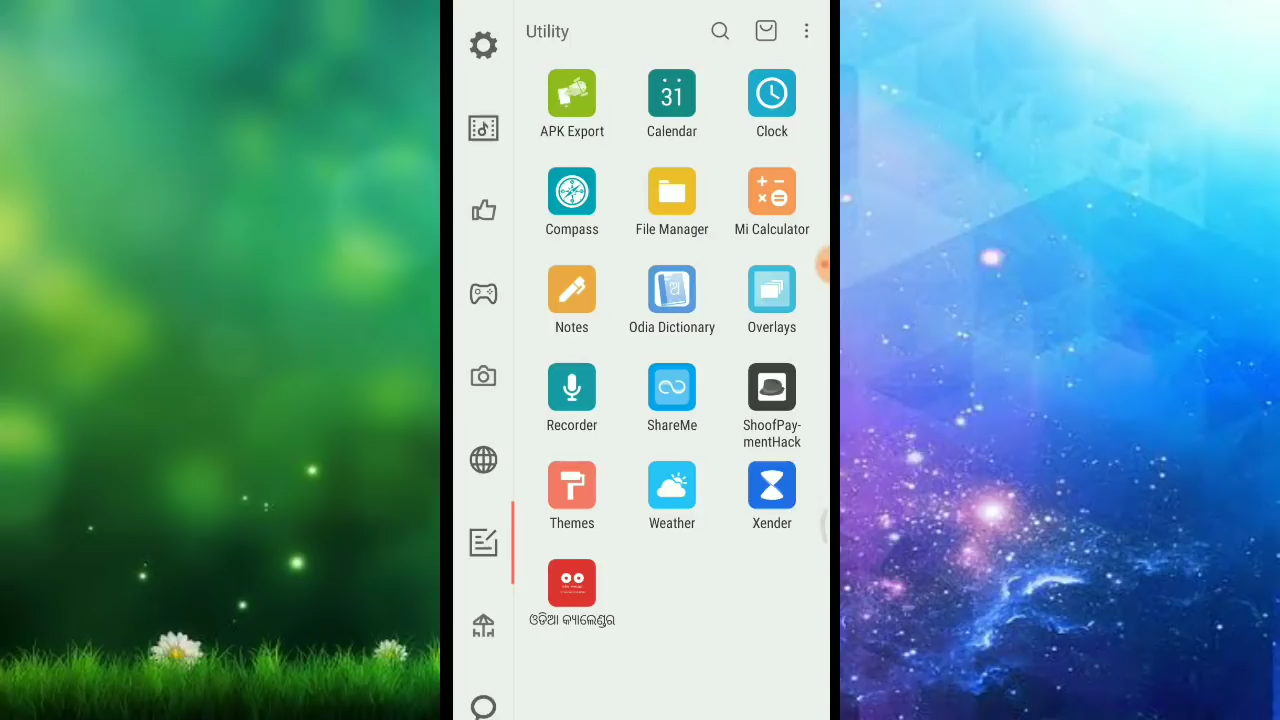 Utility
APK Export
31
Calendar
Clock
Compass
File Manager
Mi Calculator
Notes
ଅ
Odia Dictionary
Overlays
Recorder
ShareMe
ShoofPay-
mentHack
Themes
Weather
Xender
ଓଡିଆ କ୍ୟାଲେଣ୍ଡର